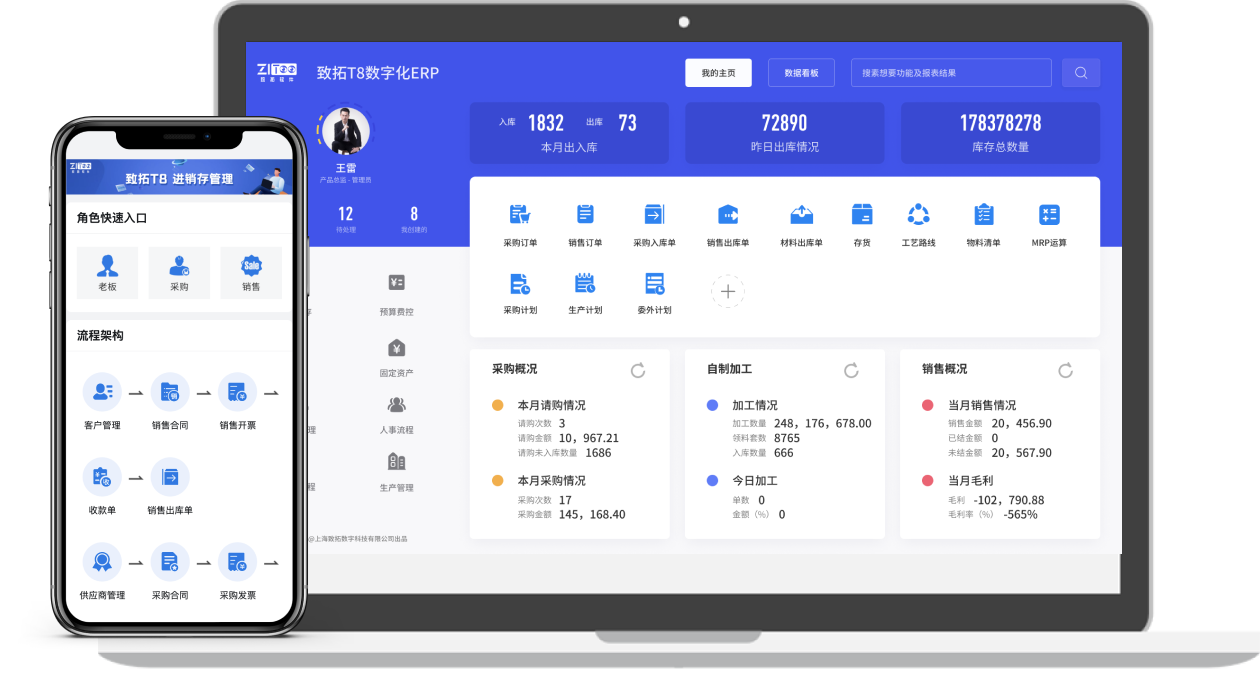 ZIT8
致拓软件
致拓T8数字化ERP
我的主页
数据看板
搜素想要功能及报表结果
王雷
产品总监 - 管理员
12
8
待处理
我创建的
入库 1832 出库 73
本月出入库
72890
昨日出库情况
178378278
库存总数量
采购订单
销售订单
采购入库单
销售出库单
材料出库单
存货
工艺路线
物料清单
MRP运算
采购计划
生产计划
委外计划
预算费控
固定资产
理
人事流程
程
生产管理
@上海致拓数字科技有限公司出品
采购概况
本月请购情况
请购次数 3
请购金额 10，967.21
请购未入库数量 1686
本月采购情况
采购次数 17
采购金额 145，168.40
自制加工
加工情况
加工数量 248，176，678.00
领料套数 8765
入库数量 666
今日加工
单数 0
金额（%） 0
销售概况
当月销售情况
销售金额 20，456.90
已结金额 0
未结金额 20，567.90
当月毛利
毛利 -102，790.88
毛利率（%） -565%
致拓T8 进销存管理
角色快速入口
老板
采购
Sale
销售
流程架构
客户管理
销售合同
销售开票
收款单
销售出库单
供应商管理
采购合同
采购发票